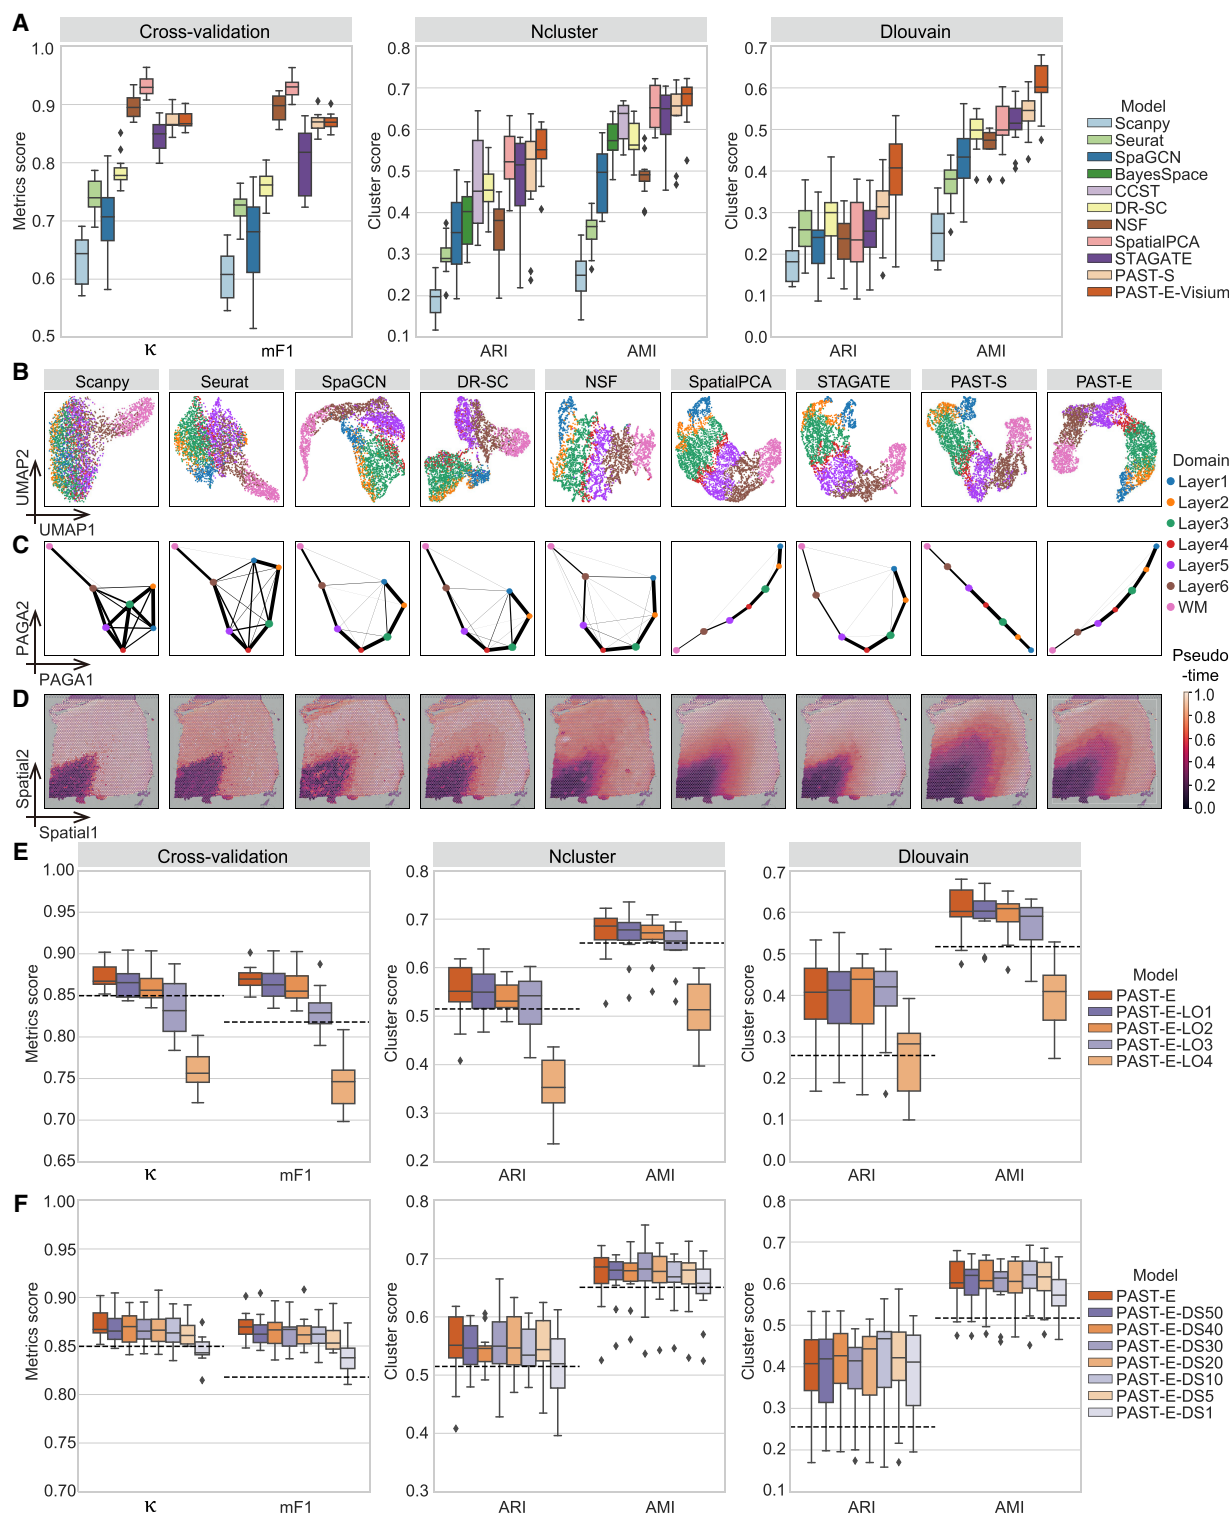 A
Cross-validation
Ncluster
Dlouvain
Metrics score
1.0
0.9
0.8
0.7
0.6
0.5
κ
mF1
Cluster score
0.8
0.7
0.6
0.5
0.4
0.3
0.2
0.1
ARI
AMI
Cluster score
0.7
0.6
0.5
0.4
0.3
0.2
0.1
0.0
ARI
AMI
Model
Scanpy
Seurat
SpaGCN
BayesSpace
CCST
DR-SC
NSF
SpatialPCA
STAGATE
PAST-S
PAST-E-Visium
B
Scanpy
Seurat
SpaGCN
DR-SC
NSF
SpatialPCA
STAGATE
PAST-S
PAST-E
UMAP2
UMAP1
Domain
Layer1
Layer2
Layer3
Layer4
Layer5
Layer6
WM
C
PAGA2
PAGA1
D
Spatial2
Spatial1
Pseudo
-time
1.0
0.8
0.6
0.4
0.2
0.0
E
Cross-validation
Ncluster
Dlouvain
Metrics score
1.00
0.95
0.90
0.85
0.80
0.75
0.70
0.65
κ
mF1
Cluster score
0.8
0.7
0.6
0.5
0.4
0.3
0.2
ARI
AMI
Cluster score
0.7
0.6
0.5
0.4
0.3
0.2
0.1
0.0
ARI
AMI
Model
PAST-E
PAST-E-LO1
PAST-E-LO2
PAST-E-LO3
PAST-E-LO4
F
Metrics score
1.00
0.95
0.90
0.85
0.80
0.75
0.70
κ
mF1
Cluster score
0.8
0.7
0.6
0.5
0.4
0.3
ARI
AMI
Cluster score
0.8
0.7
0.6
0.5
0.4
0.3
0.2
0.1
ARI
AMI
Model
PAST-E
PAST-E-DS50
PAST-E-DS40
PAST-E-DS30
PAST-E-DS20
PAST-E-DS10
PAST-E-DS5
PAST-E-DS1